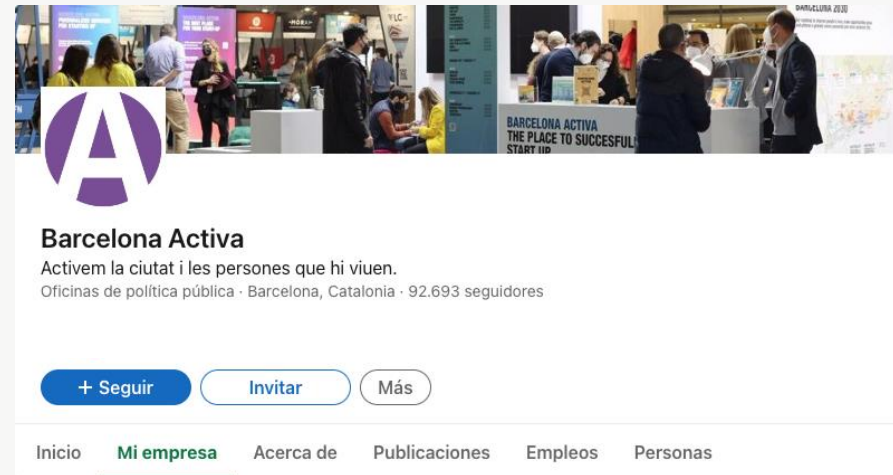 BARCELONA 2030
BARCELONA ACTIVA
THE PLACE TO SUCCESFUL
START UP
A
Barcelona Activa
Activem la ciutat i les persones que hi viuen.
Oficinas de política pública · Barcelona, Catalonia · 92.693 seguidores
+ Seguir
Invitar
Más
Inicio
Mi empresa
Acerca de
Publicaciones
Empleos
Personas